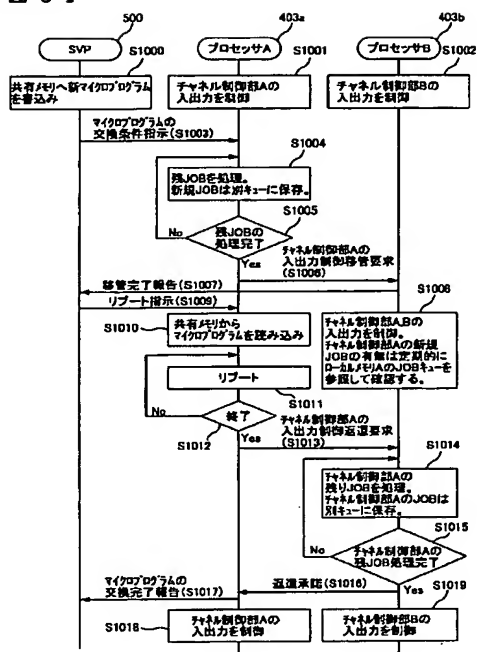 500
403a
403b
SVP
プロセッサA
プロセッサB
S1000
S1001
S1002
共有メモリへ新マイクロプログラム
を書込み
チャネル制御部Aの
入出力を制御
チャネル制御部Bの
入出力を制御
マイクロプログラムの
交換条件指示(S1003)
S1004
残JOBを処理。
新規JOBは別キューに保存。
S1005
残JOBの
処理完了
No
Yes
チャネル制御部Aの
入出力制御移管要求
(S1006)
移管完了報告(S1007)
リブート指示(S1009)
S1008
S1010
共有メモリから
マイクロプログラムを読み込み
チャネル制御部A,Bの
入出力を制御。
チャネル制御部Aの新規
JOBの有無は定期的に
ローカルメモリAのJOBキューを
参照して確認する。
リブート
S1011
No
終了
S1012
Yes
チャネル制御部Aの
入出力制御返還要求
(S1013)
S1014
チャネル制御部Aの
残りJOBを処理。
チャネル制御部AのJOBは
別キューに保存。
S1015
No
チャネル制御部Aの
残JOB処理完了
マイクロプログラムの
交換完了報告(S1017)
返還承諾(S1016)
Yes
S1019
S1018
チャネル制御部Aの
入出力を制御
チャネル制御部Bの
入出力を制御